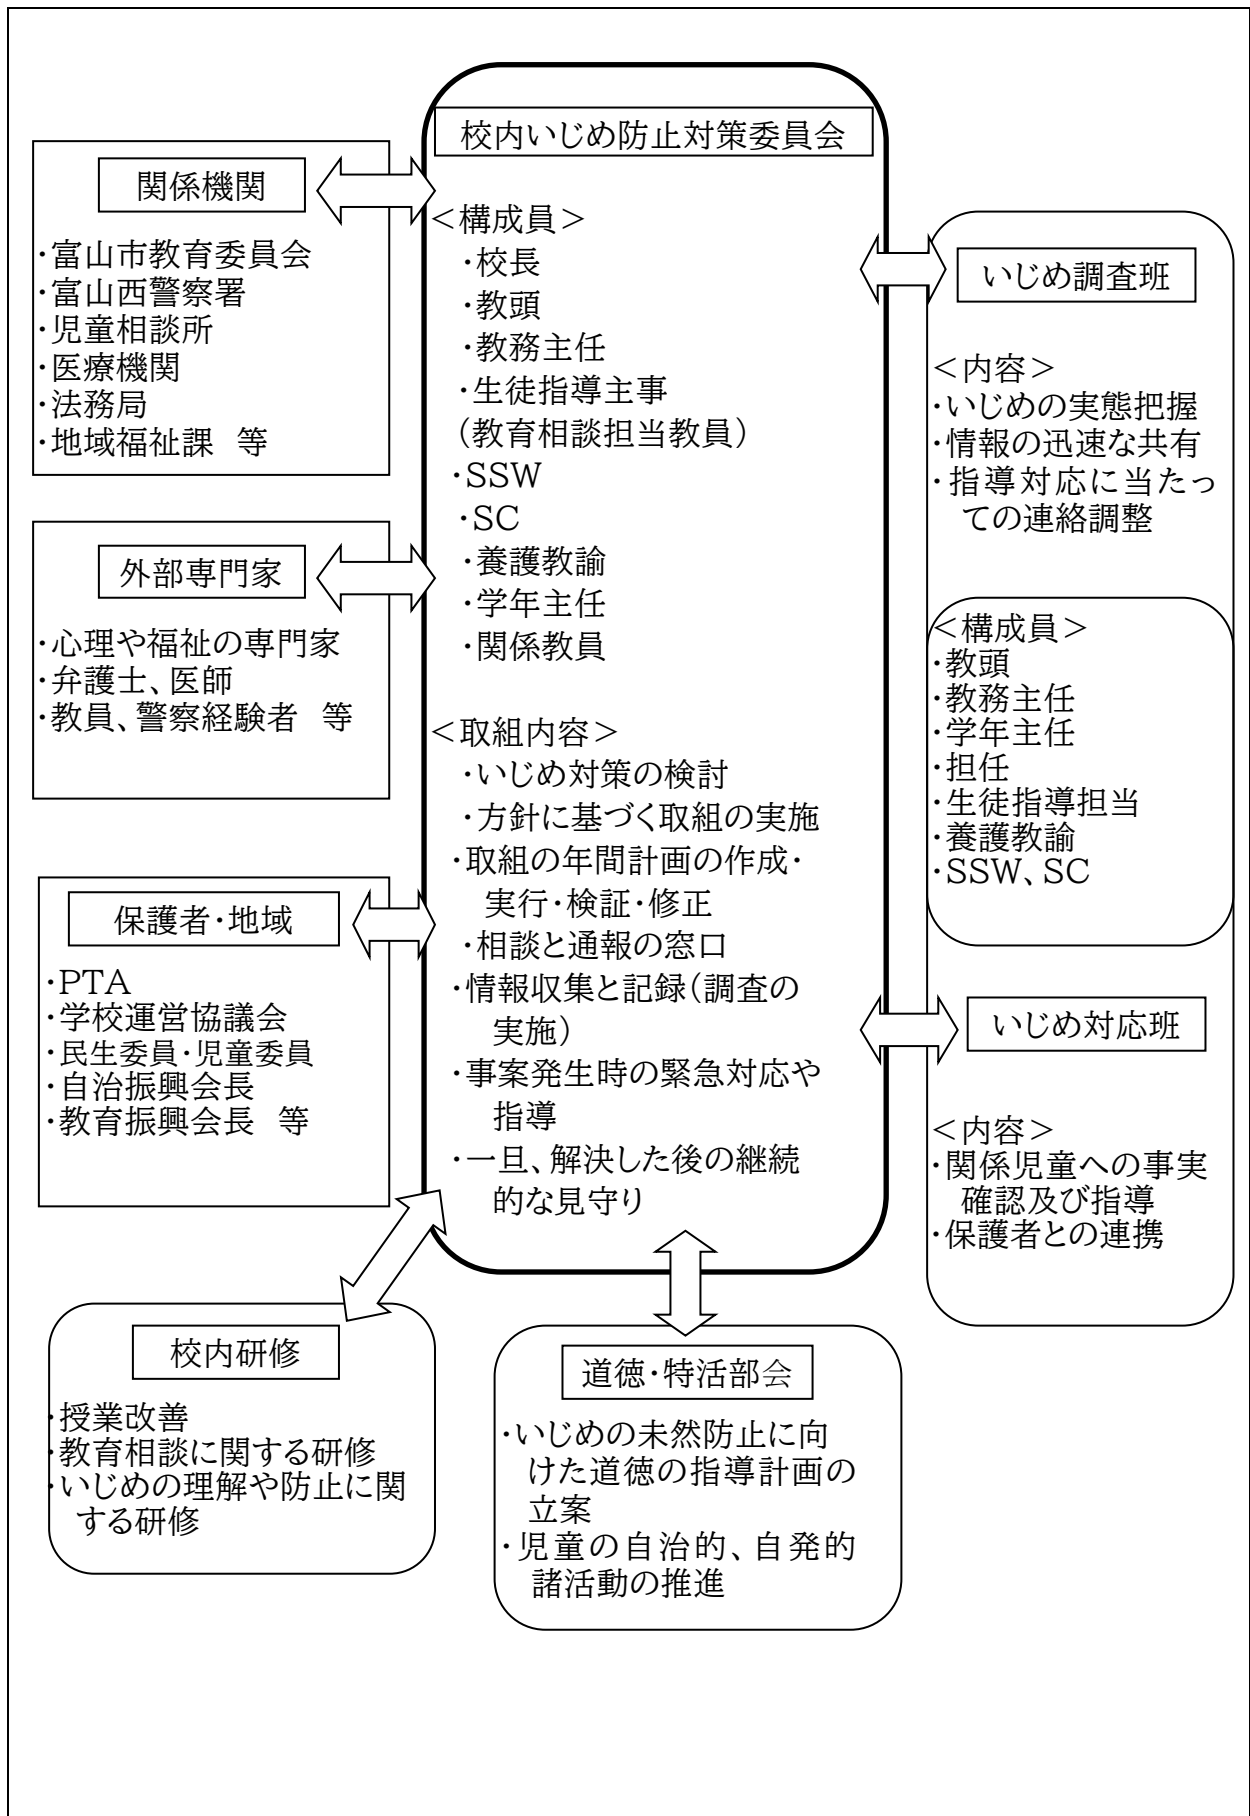 校内いじめ防止対策委員会
<構成員>
・校長
・教頭
・教務主任
・生徒指導主事
(教育相談担当教員)
・SSW
・SC
・養護教諭
・学年主任
・関係教員
<取組内容>
・いじめ対策の検討
・方針に基づく取組の実施
・取組の年間計画の作成・
実行・検証・修正
・相談と通報の窓口
・情報収集と記録(調査の
実施)
・事案発生時の緊急対応や
指導
・一旦、解決した後の継続
的な見守り
関係機関
・富山市教育委員会
・富山西警察署
・児童相談所
・医療機関
・法務局
・地域福祉課 等
外部専門家
・心理や福祉の専門家
・弁護士、医師
・教員、警察経験者 等
保護者・地域
・PTA
・学校運営協議会
・民生委員・児童委員
・自治振興会長
・教育振興会長 等
いじめ調査班
<内容>
・いじめの実態把握
・情報の迅速な共有
・指導対応に当たっ
ての連絡調整
<構成員>
・教頭
・教務主任
・学年主任
・担任
・生徒指導担当
・養護教諭
・SSW、SC
いじめ対応班
<内容>
・関係児童への事実
確認及び指導
・保護者との連携
校内研修
・授業改善
・教育相談に関する研修
・いじめの理解や防止に関
する研修
道徳・特活部会
・いじめの未然防止に向
けた道徳の指導計画の
立案
・児童の自治的、自発的
諸活動の推進